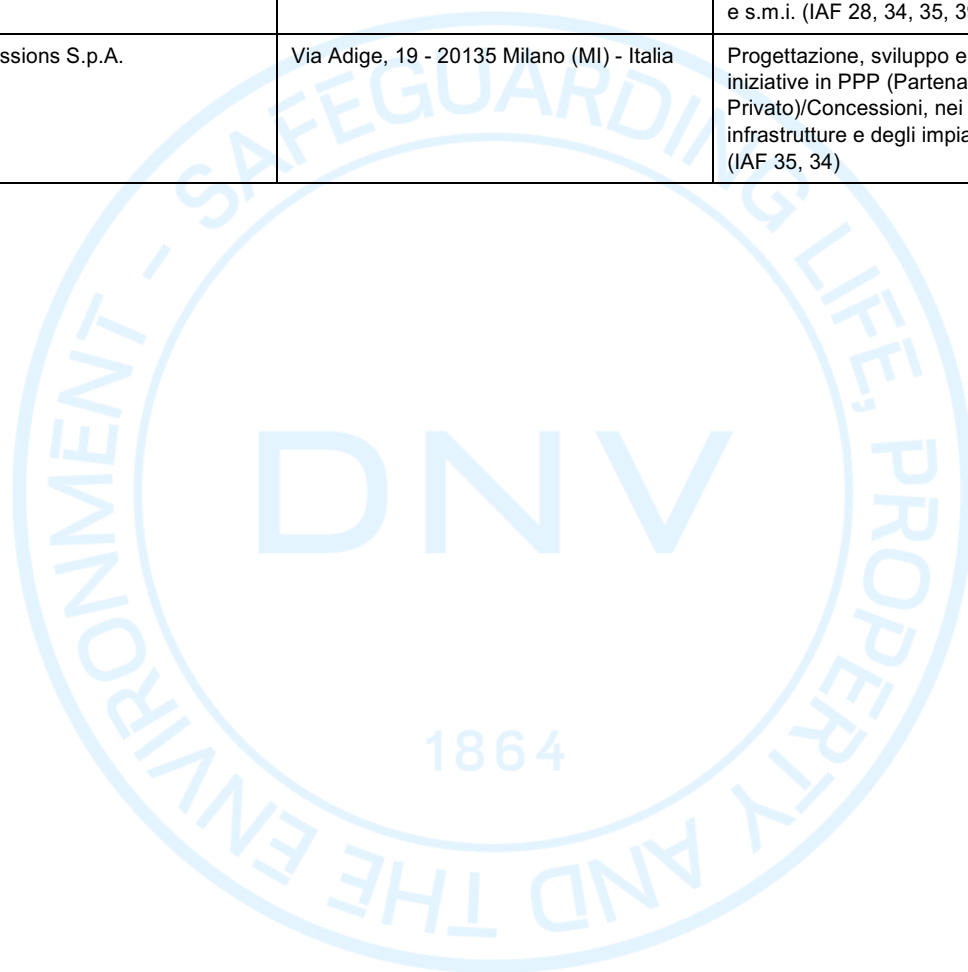 e s.m.i. (IAF 28, 34, 35,
ssions S.p.A.
Via Adige, 19 - 20135 Milano (MI) - Italia
Progettazione, sviluppo e
iniziative in PPP (Partena
Privato)/Concessioni, nei
infrastrutture e degli impia
(IAF 35, 34)
SAFEGUARDING LIFE, PROPERTY AND THE ENVIRONMENT -
DNV
1864